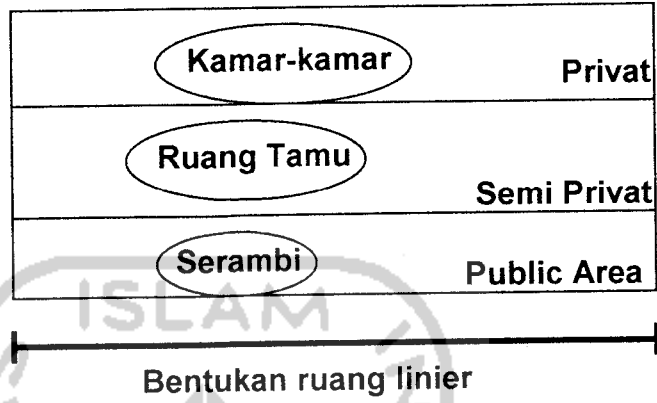 Kamar-kamar
Privat
Ruang Tamu
Semi Privat
Serambi
Public Area
ISLAM
Bentukan ruang linier